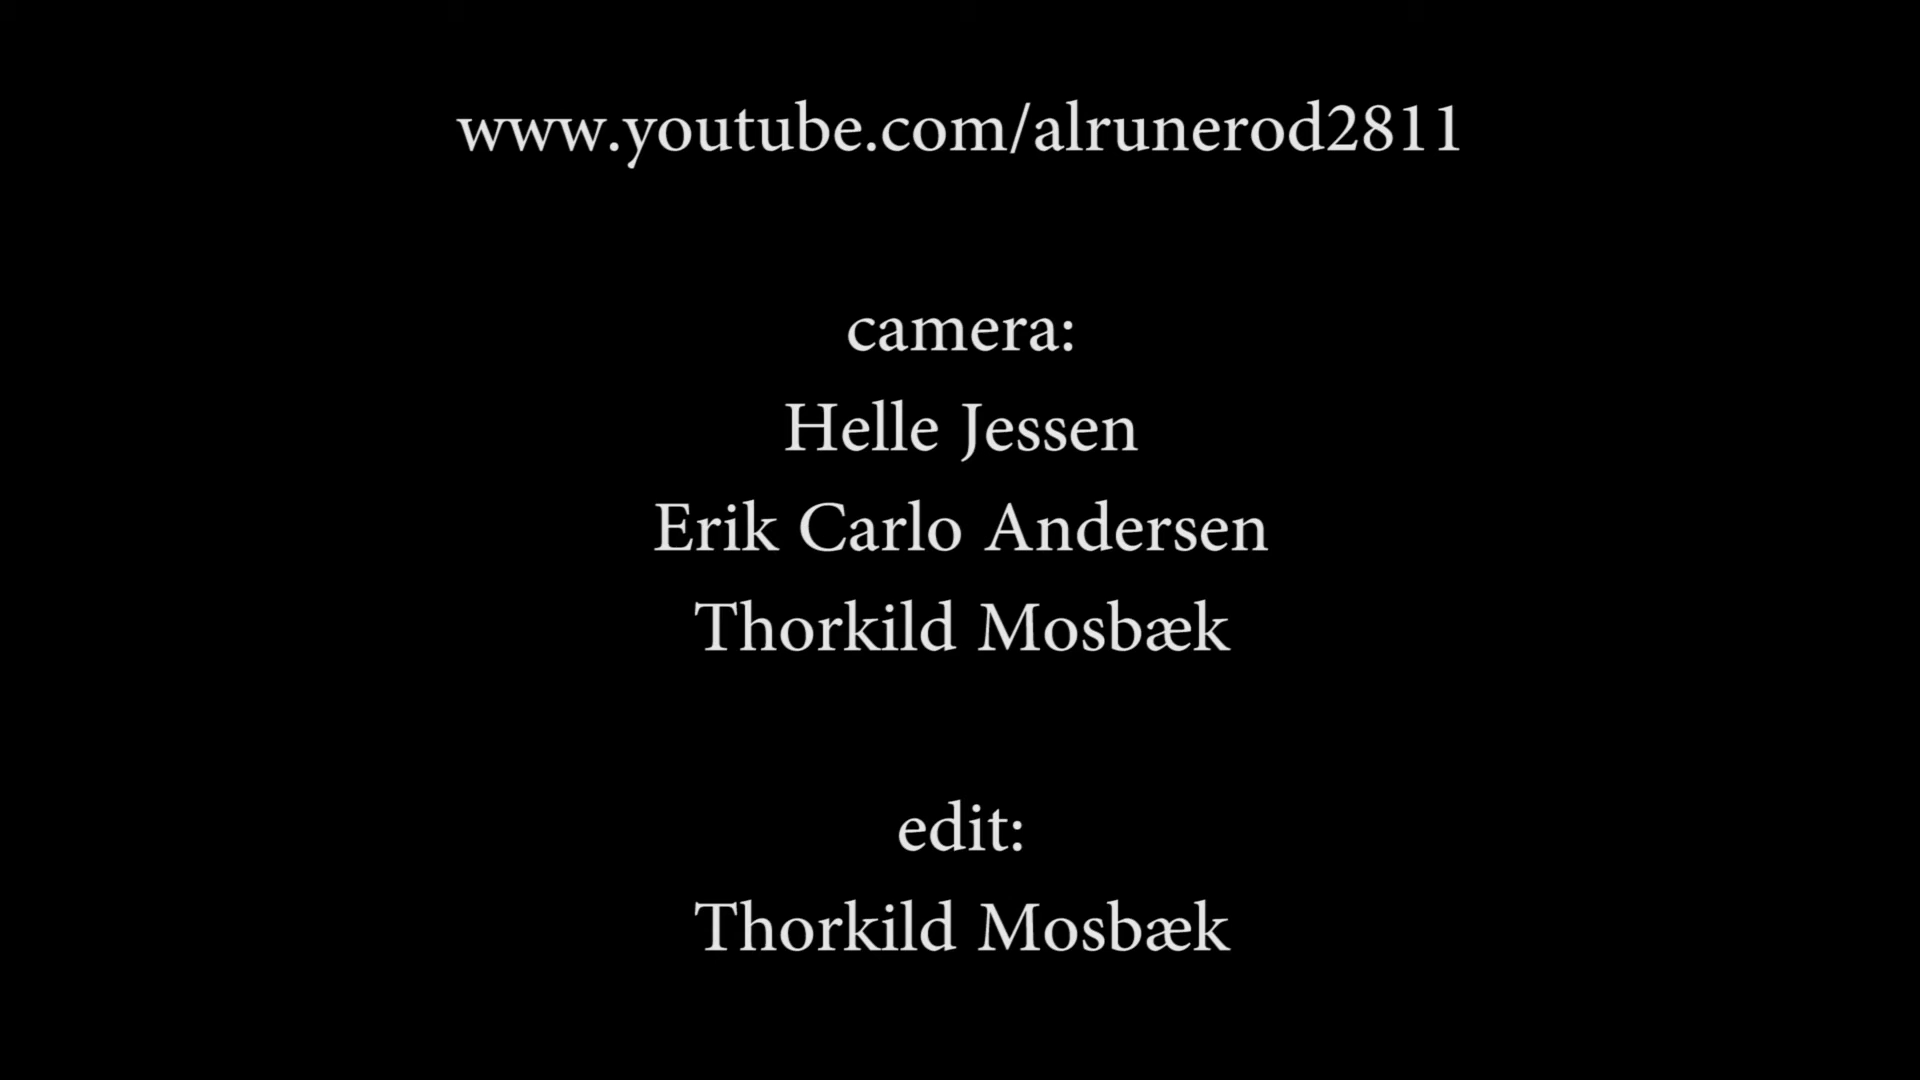 www.youtube.com/alrunerod2811
camera:
Helle Jessen
Erik Carlo Andersen
Thorkild Mosbæk
edit:
Thorkild Mosbæk